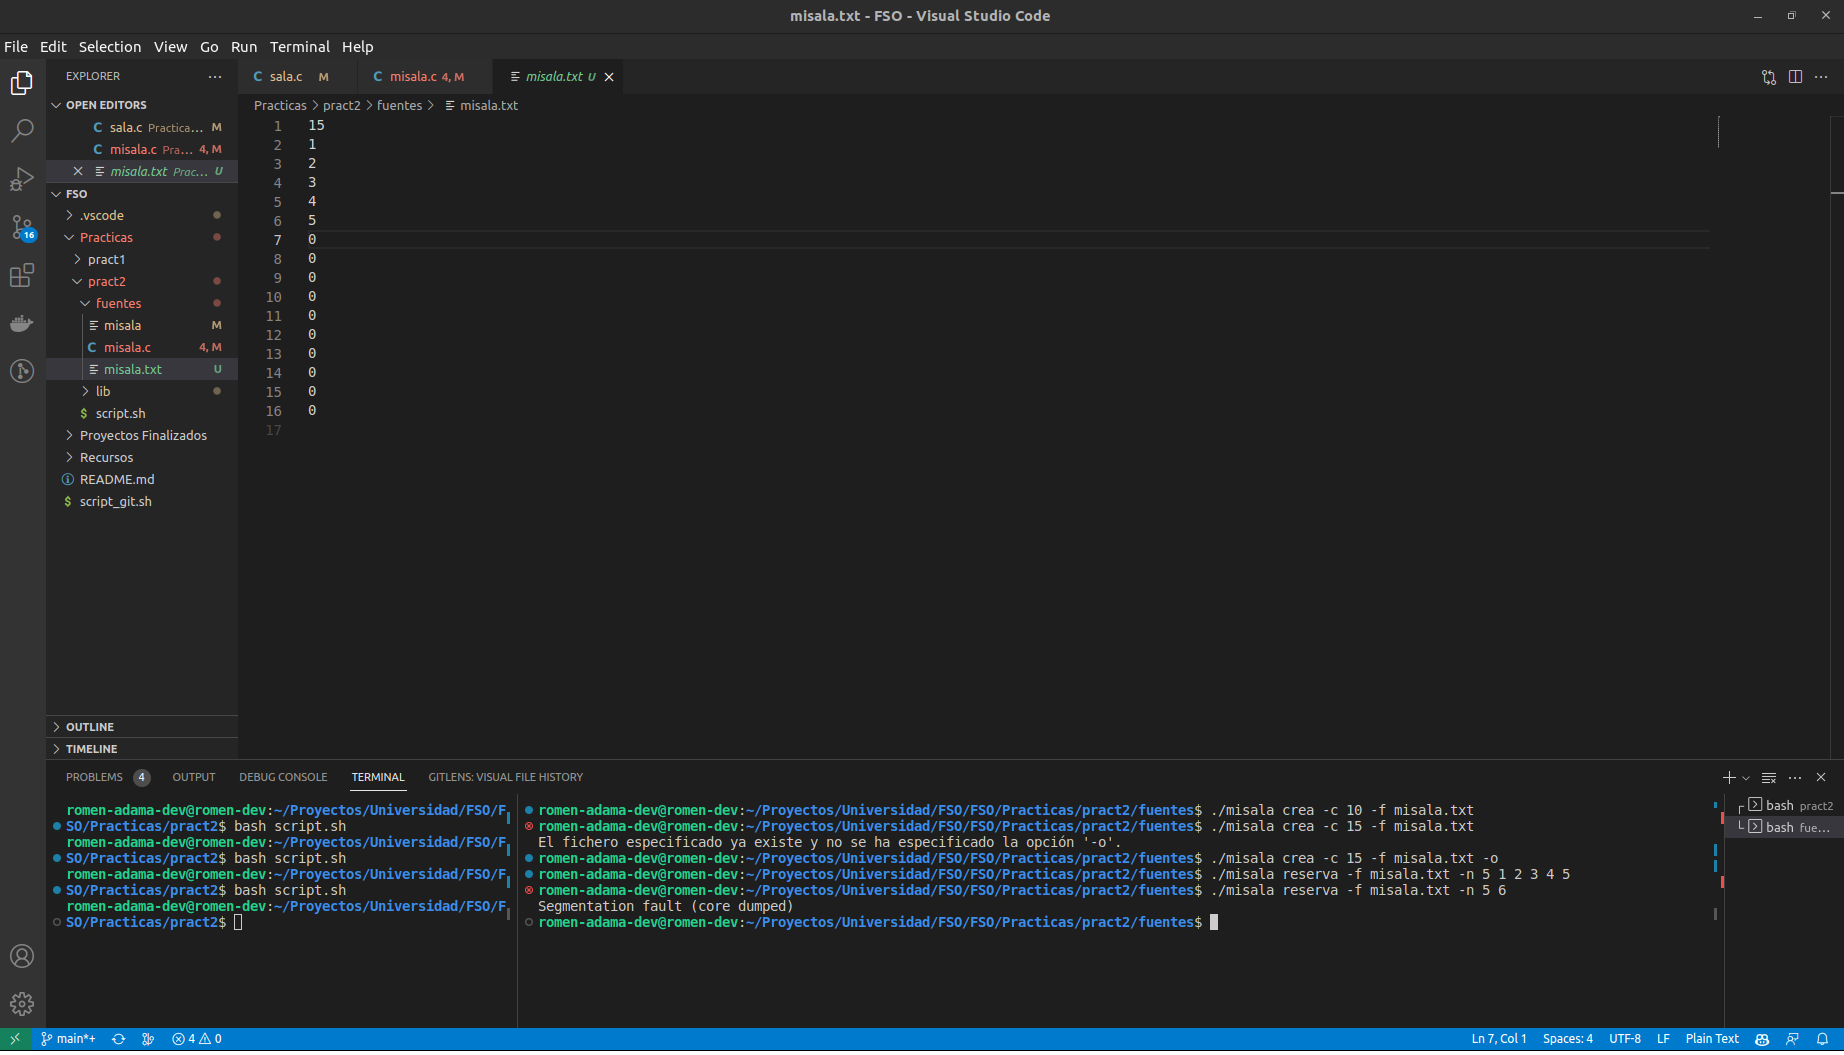 misala.txt - FSO - Visual Studio Code
File Edit Selection View Go Run Terminal Help
EXPLORER
sala.c M
misala.c 4, M
misala.txt U
OPEN EDITORS
sala.c Practica... M
misala.c Pra... 4, M
misala.txt Prac... U
FSO
.vscode
Practicas
pract1
pract2
fuentes
misala M
misala.c 4, M
misala.txt U
lib
script.sh
Proyectos Finalizados
Recursos
README.md
script_git.sh
OUTLINE
TIMELINE
16
Practicas > pract2 > fuentes > misala.txt
1 15
2 1
3 2
4 3
5 4
6 5
7 0
8 0
9 0
10 0
11 0
12 0
13 0
14 0
15 0
16 0
17
PROBLEMS 4 OUTPUT DEBUG CONSOLE TERMINAL GITLENS: VISUAL FILE HISTORY
romen-adama-dev@romen-dev:~/Proyectos/Universidad/FSO/F
SO/Practicas/pract2$ bash script.sh
romen-adama-dev@romen-dev:~/Proyectos/Universidad/FSO/F
SO/Practicas/pract2$ bash script.sh
romen-adama-dev@romen-dev:~/Proyectos/Universidad/FSO/F
SO/Practicas/pract2$ bash script.sh
romen-adama-dev@romen-dev:~/Proyectos/Universidad/FSO/F
SO/Practicas/pract2$
romen-adama-dev@romen-dev:~/Proyectos/Universidad/FSO/FSO/Practicas/pract2/fuentes$ ./misala crea -c 10 -f misala.txt
romen-adama-dev@romen-dev:~/Proyectos/Universidad/FSO/FSO/Practicas/pract2/fuentes$ ./misala crea -c 15 -f misala.txt
El fichero especificado ya existe y no se ha especificado la opción '-o'.
romen-adama-dev@romen-dev:~/Proyectos/Universidad/FSO/FSO/Practicas/pract2/fuentes$ ./misala crea -c 15 -f misala.txt -o
romen-adama-dev@romen-dev:~/Proyectos/Universidad/FSO/FSO/Practicas/pract2/fuentes$ ./misala reserva -f misala.txt -n 5 1 2 3 4 5
romen-adama-dev@romen-dev:~/Proyectos/Universidad/FSO/FSO/Practicas/pract2/fuentes$ ./misala reserva -f misala.txt -n 5 6
Segmentation fault (core dumped)
romen-adama-dev@romen-dev:~/Proyectos/Universidad/FSO/FSO/Practicas/pract2/fuentes$
bash pract2
bash fue...
main*+ 4 0 Ln 7, Col 1 Spaces: 4 UTF-8 LF Plain Text